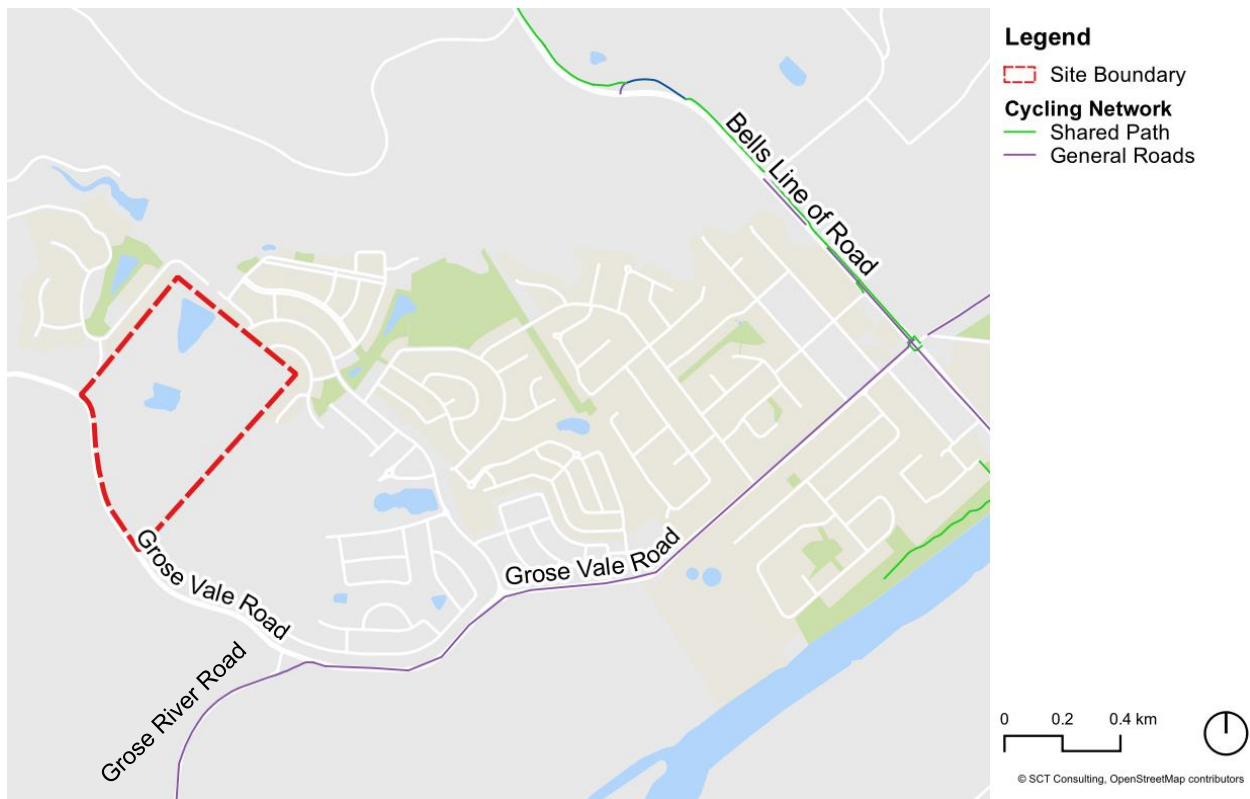 Legend
Site Boundary
Cycling Network
Shared Path
General Roads
Bells Line of Road
Grose Vale Road
Grose Vale Road
Grose River Road
0 0.2 0.4 km
© SCT Consulting, OpenStreetMap contributors